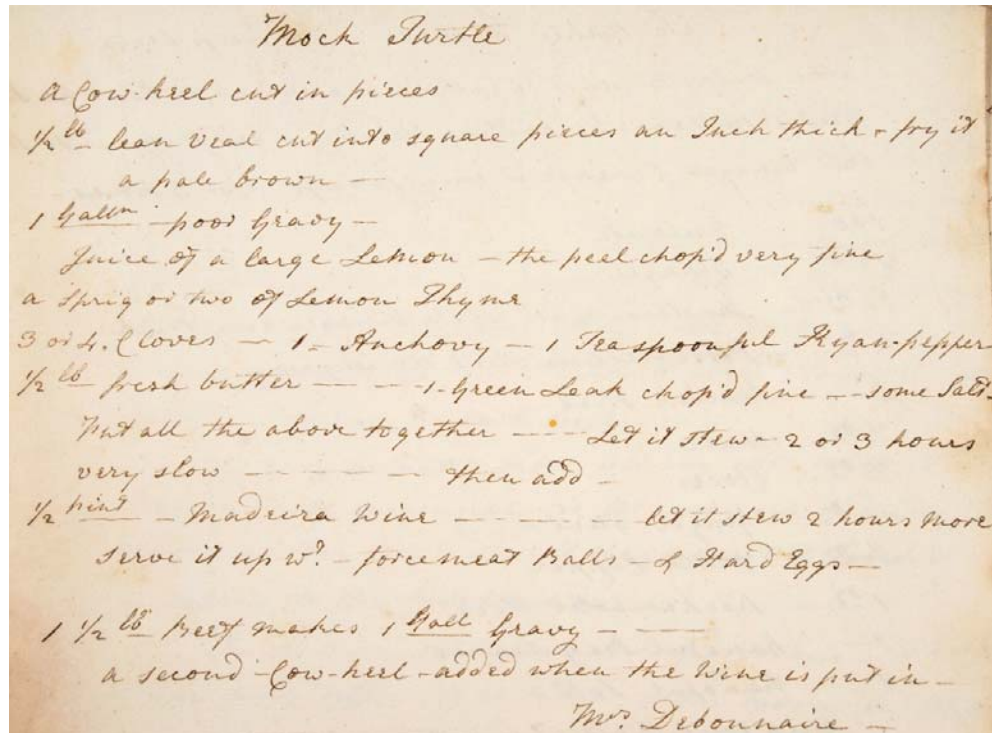 Mock Turtle
A Cow-heel cut in pieces
1/2 lb – lean Veal cut into square pieces an Inch thick – fry it
a pale brown —
1 Galln – poor Gravy —
Juice of a large Lemon – the peel chop'd very fine
a Sprig or two of Lemon Thyme
3 or 4. Cloves — 1 – Anchovy — 1 Teaspoonful Kyan-pepper
1/2 lb fresh butter — — – 1 – Green Leak chop'd fine – – some Salt –
Put all the above together — – – Let it stew – 2 or 3 hours
very slow – – – – – then add –
1/2 pint – Madeira Wine – – – – – let it stew 2 hours more
serve it up wt. – forcemeat Balls – & Hard Eggs —
1 1/2 lb Beef makes 1 Gall Gravy – —
a second – Cow-heel – added when the Wine is put in –
Mrs. Debonnaire –